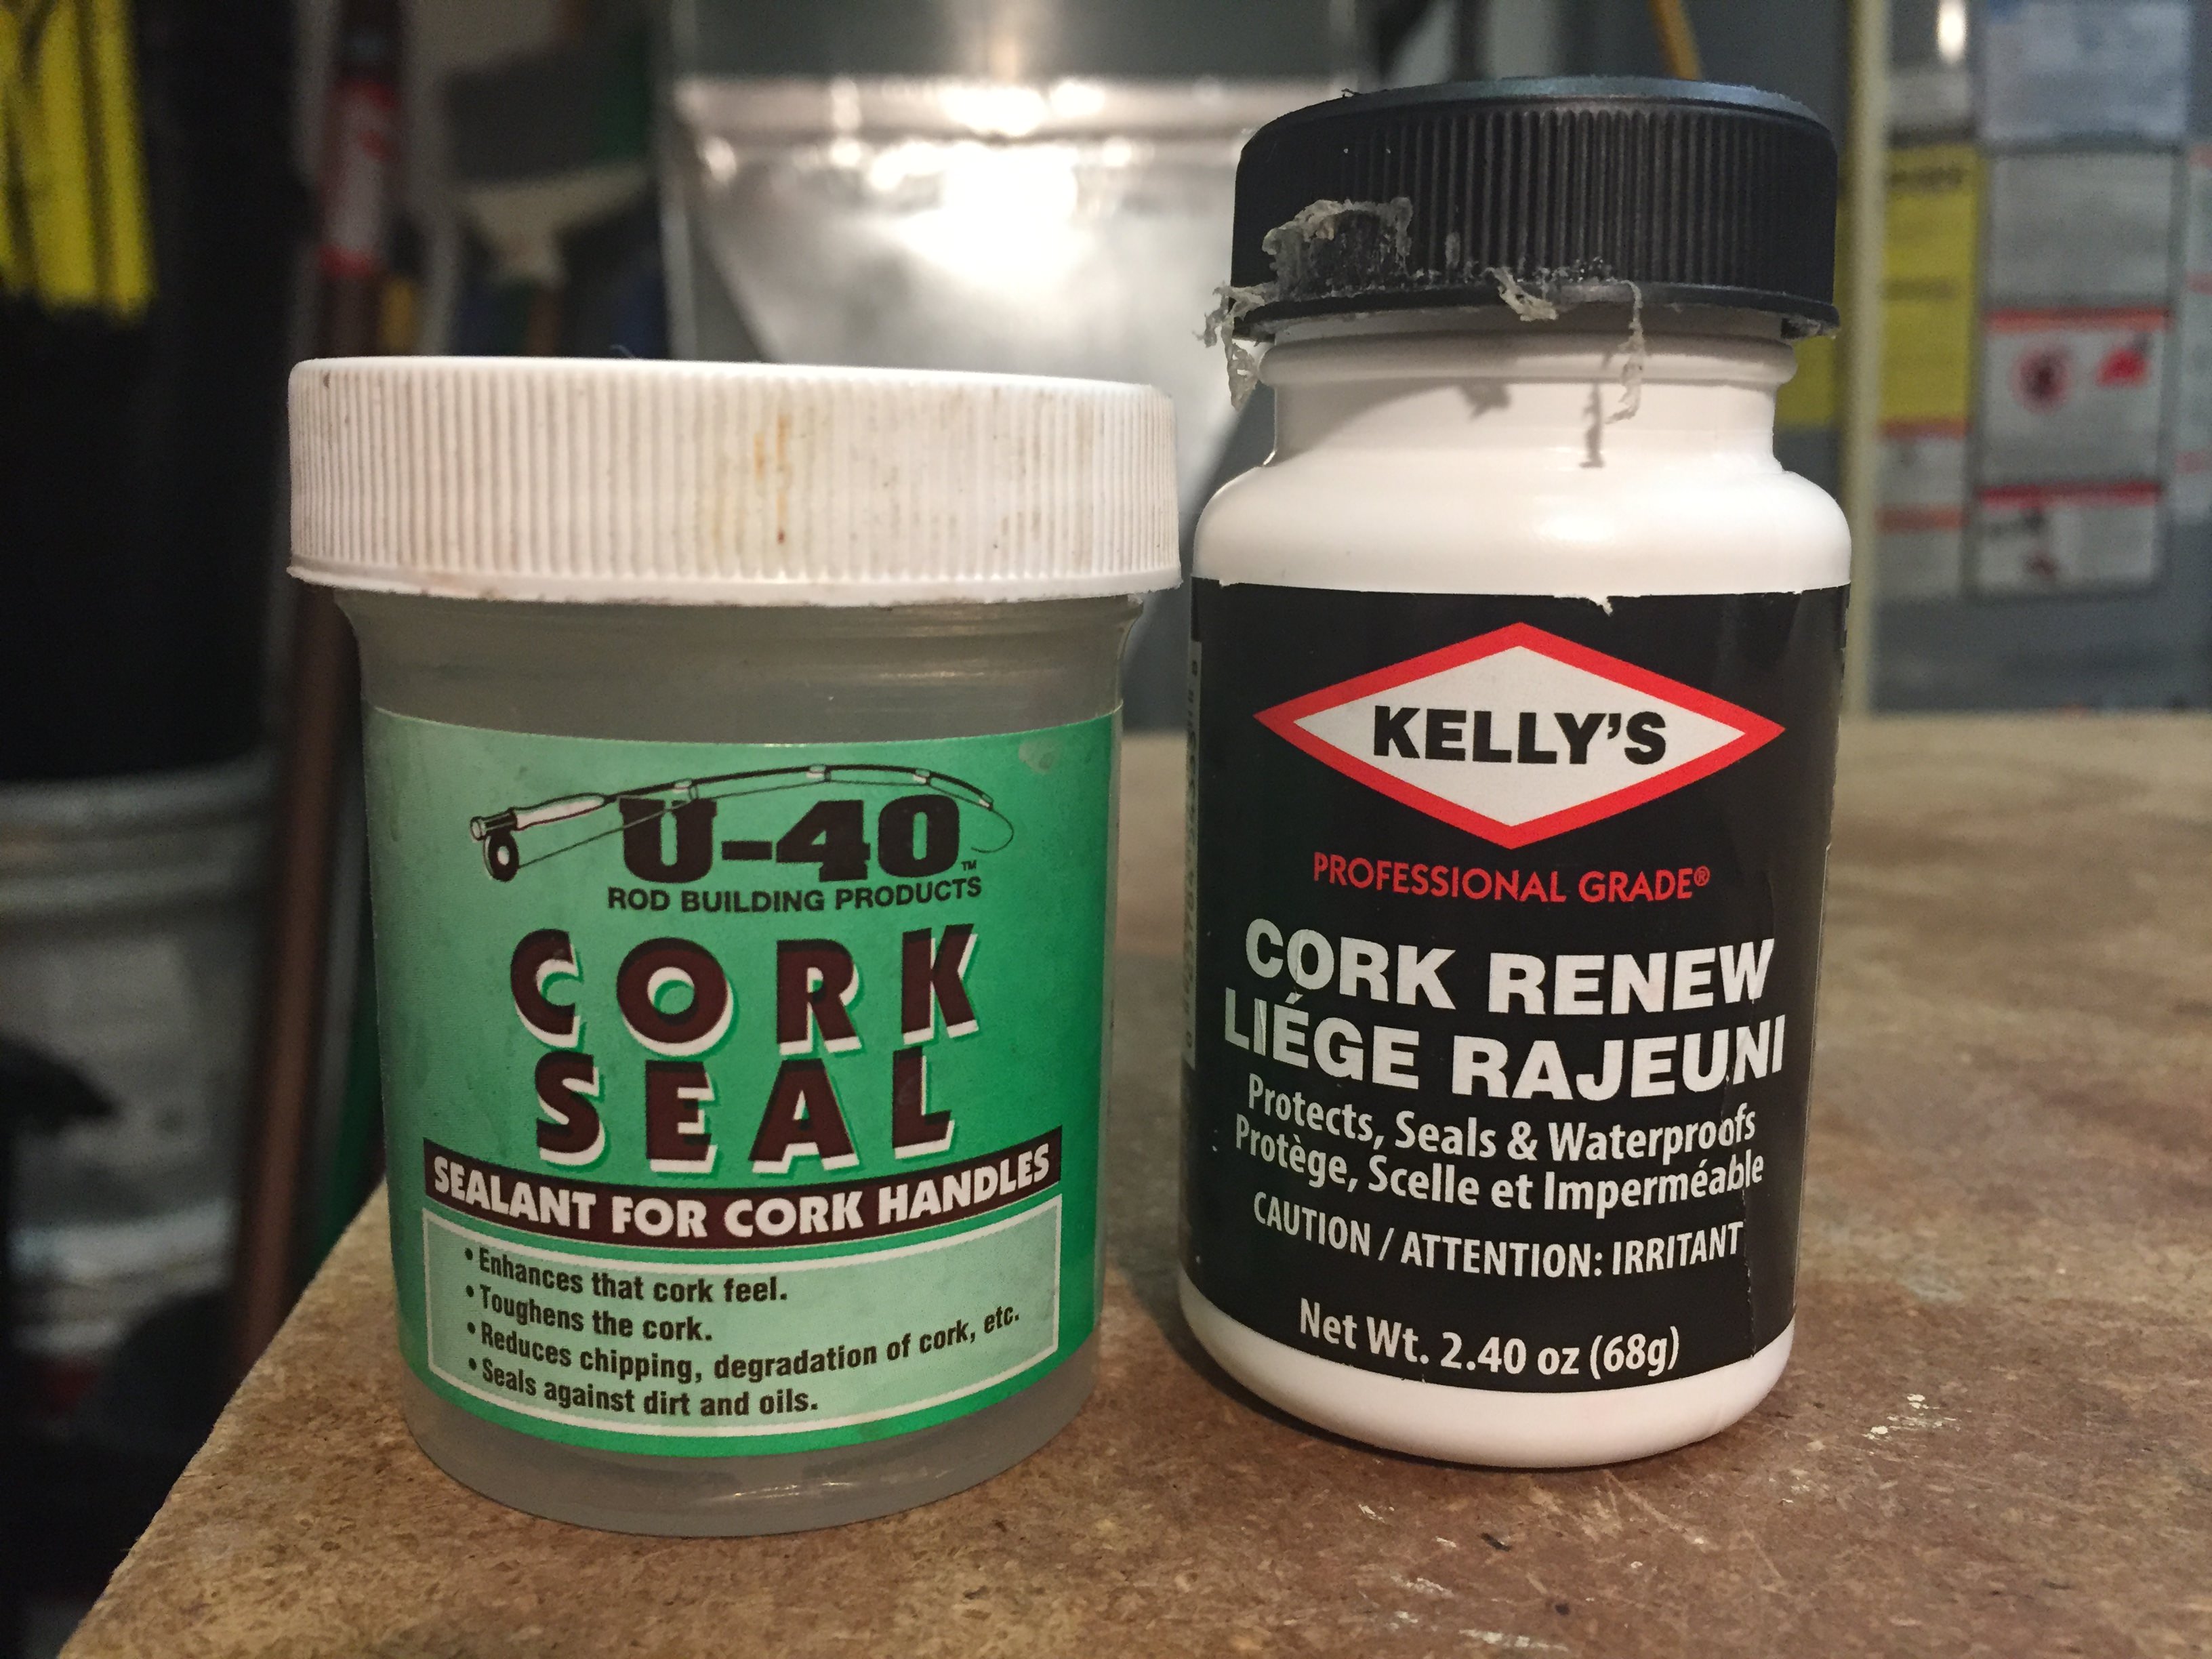 U-40™
ROD BUILDING PRODUCTS
CORK
SEAL
SEALANT FOR CORK HANDLES
• Enhances that cork feel.
• Toughens the cork.
• Reduces chipping, degradation of cork, etc.
• Seals against dirt and oils.
KELLY'S
PROFESSIONAL GRADE®
CORK RENEW
LIÉGE RAJEUNI
Protects, Seals & Waterproofs
Protège, Scelle et Imperméable
CAUTION / ATTENTION: IRRITANT
Net Wt. 2.40 oz (68g)